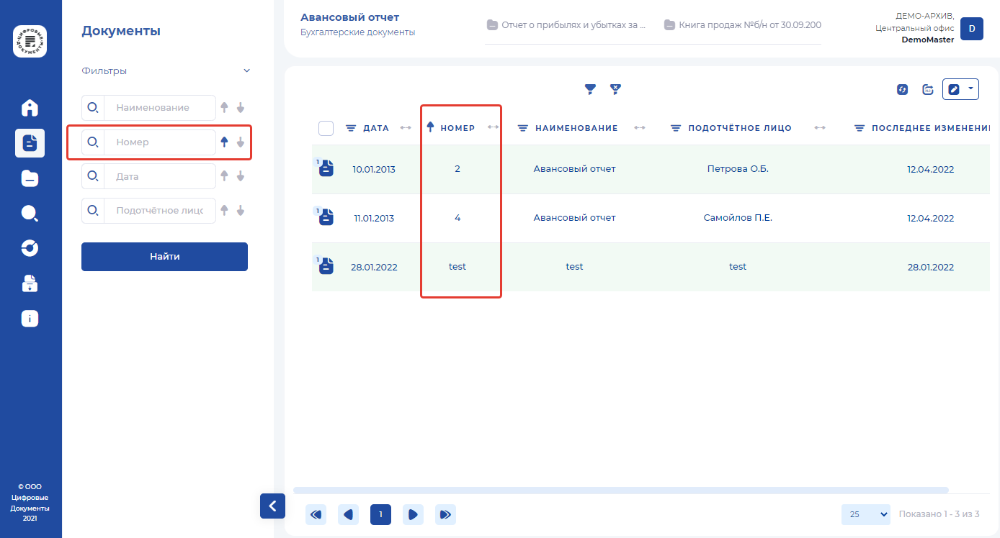 ЦИФРОВЫЕ ДОКУМЕНТЫ
Документы
Фильтры
Наименование
Номер
Дата
Подотчётное лицо
Найти
© ООО
Цифровые
Документы
2021
Авансовый отчет
Бухгалтерские документы
Отчет о прибылях и убытках за ...
Книга продаж №б/н от 30.09.200
ДЕМО-АРХИВ,
Центральный офис
DemoMaster
D
ДАТА НОМЕР НАИМЕНОВАНИЕ ПОДОТЧЁТНОЕ ЛИЦО ПОСЛЕДНЕЕ ИЗМЕНЕНИ
1 10.01.2013 2 Авансовый отчет Петрова О.Б. 12.04.2022
1 11.01.2013 4 Авансовый отчет Самойлов П.Е. 12.04.2022
1 28.01.2022 test test test 28.01.2022
1
25
Показано 1 - 3 из 3